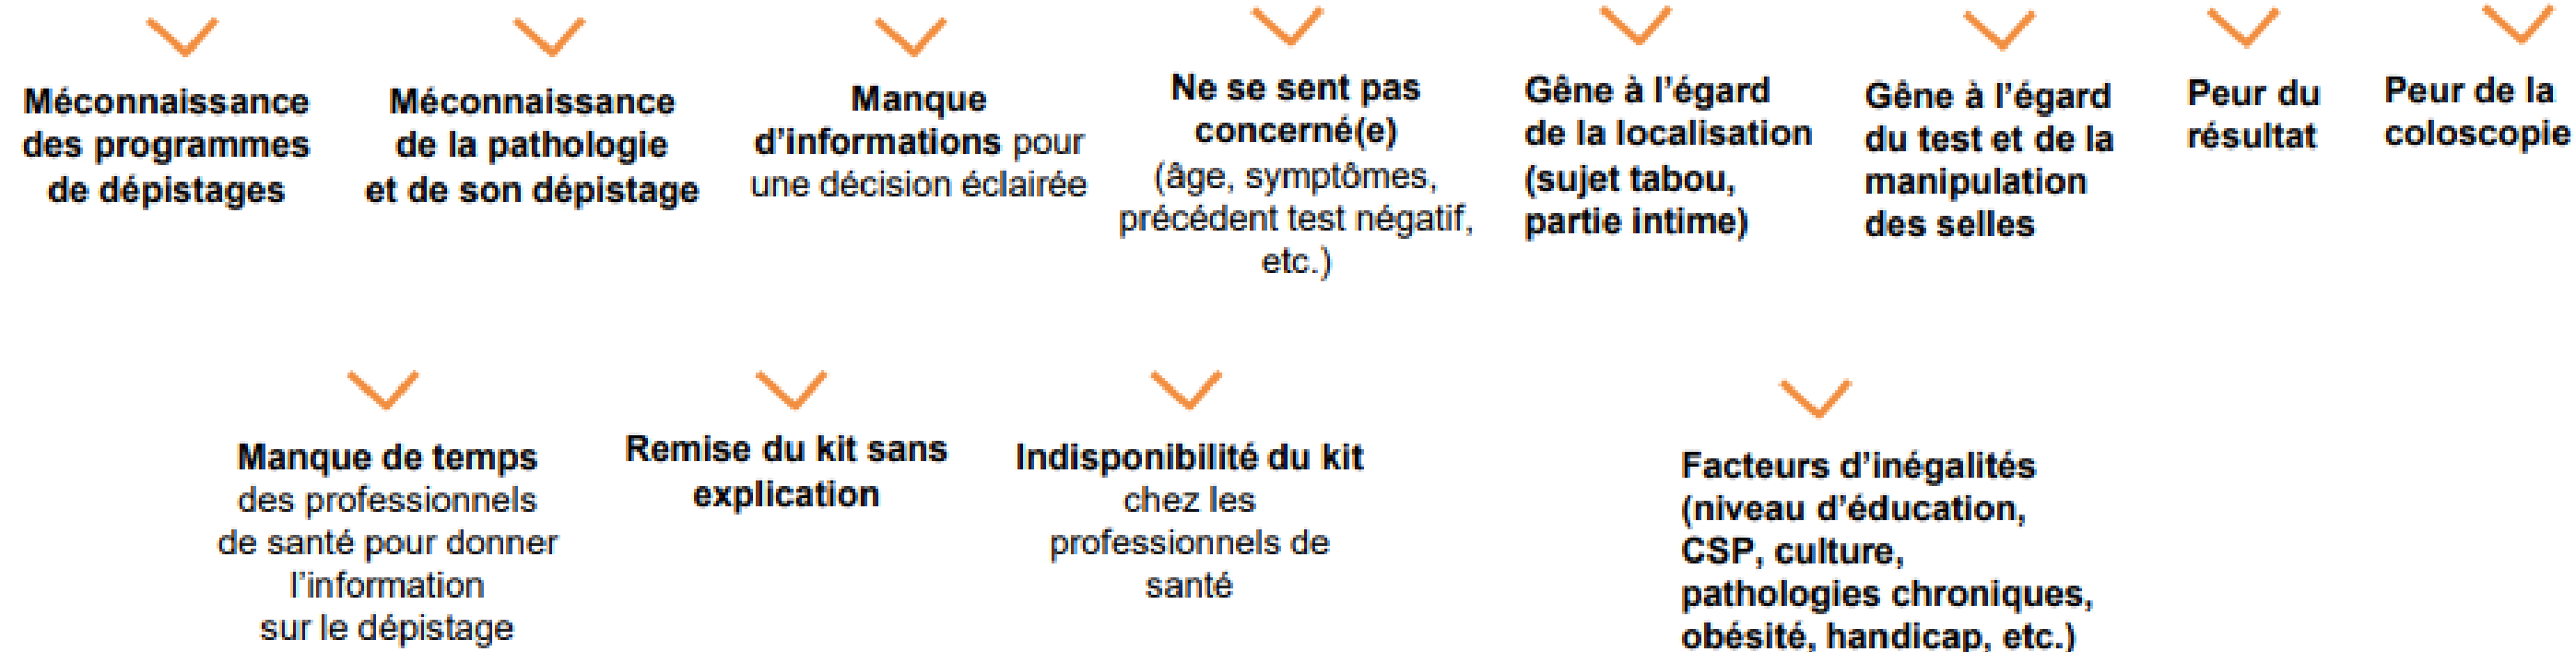 Méconnaissance
des programmes
de dépistages
Méconnaissance
de la pathologie
et de son dépistage
Manque
d'informations pour
une décision éclairée
Ne se sent pas
concerné(e)
(âge, symptômes,
précédent test négatif,
etc.)
Gêne à l'égard
de la localisation
(sujet tabou,
partie intime)
Gêne à l'égard
du test et de la
manipulation
des selles
Peur du
résultat
Peur de la
coloscopie
Manque de temps
des professionnels
de santé pour donner
l'information
sur le dépistage
Remise du kit sans
explication
Indisponibilité du kit
chez les
professionnels de
santé
Facteurs d'inégalités
(niveau d'éducation,
CSP, culture,
pathologies chroniques,
obésité, handicap, etc.)